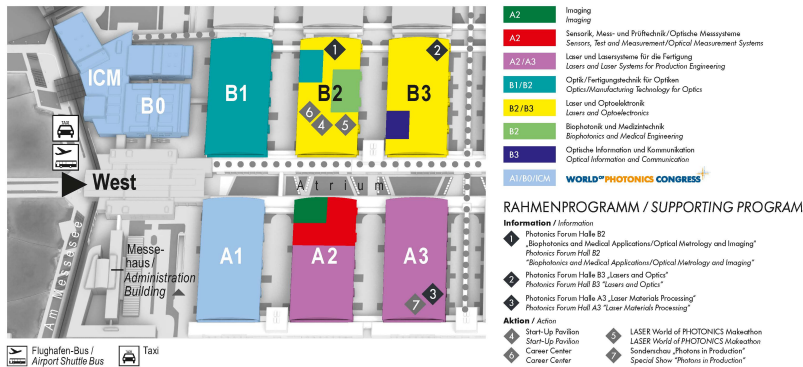 ICM
B0
B1
1
B2
6
4
5
2
B3
TAXI
West
Atrium
Am Messesee
Messe-
haus/
Administration
Building
A1
A2
A3
7
3
Flughafen-Bus /
Airport Shuttle Bus
Taxi
A2
Imaging
Imaging
A2
Sensorik, Mess- und Prüftechnik/Optische Messsysteme
Sensors, Test and Measurement/Optical Measurement Systems
A2/A3
Laser und Lasersysteme für die Fertigung
Lasers and Laser Systems for Production Engineering
B1/B2
Optik/Fertigungstechnik für Optiken
Optics/Manufacturing Technology for Optics
B2/B3
Laser und Optoelektronik
Lasers and Optoelectronics
B2
Biophotonik und Medizintechnik
Biophotonics and Medical Engineering
B3
Optische Information und Kommunikation
Optical Information and Communication
A1/B0/ICM
WORLD OF PHOTONICS CONGRESS
RAHMENPROGRAMM / SUPPORTING PROGRAM
Information / Information
1
Photonics Forum Halle B2
„Biophotonics and Medical Applications/Optical Metrology and Imaging"
Photonics Forum Hall B2
"Biophotonics and Medical Applications/Optical Metrology and Imaging"
2
Photonics Forum Halle B3 „Lasers and Optics"
Photonics Forum Hall B3 "Lasers and Optics"
3
Photonics Forum Halle A3 „Laser Materials Processing"
Photonics Forum Hall A3 "Laser Materials Processing"
Aktion / Action
4
Start-Up Pavilion
Start-Up Pavilion
5
LASER World of PHOTONICS Makeathon
LASER World of PHOTONICS Makeathon
6
Career Center
Career Center
7
Sonderschau „Photons in Production"
Special Show "Photons in Production"